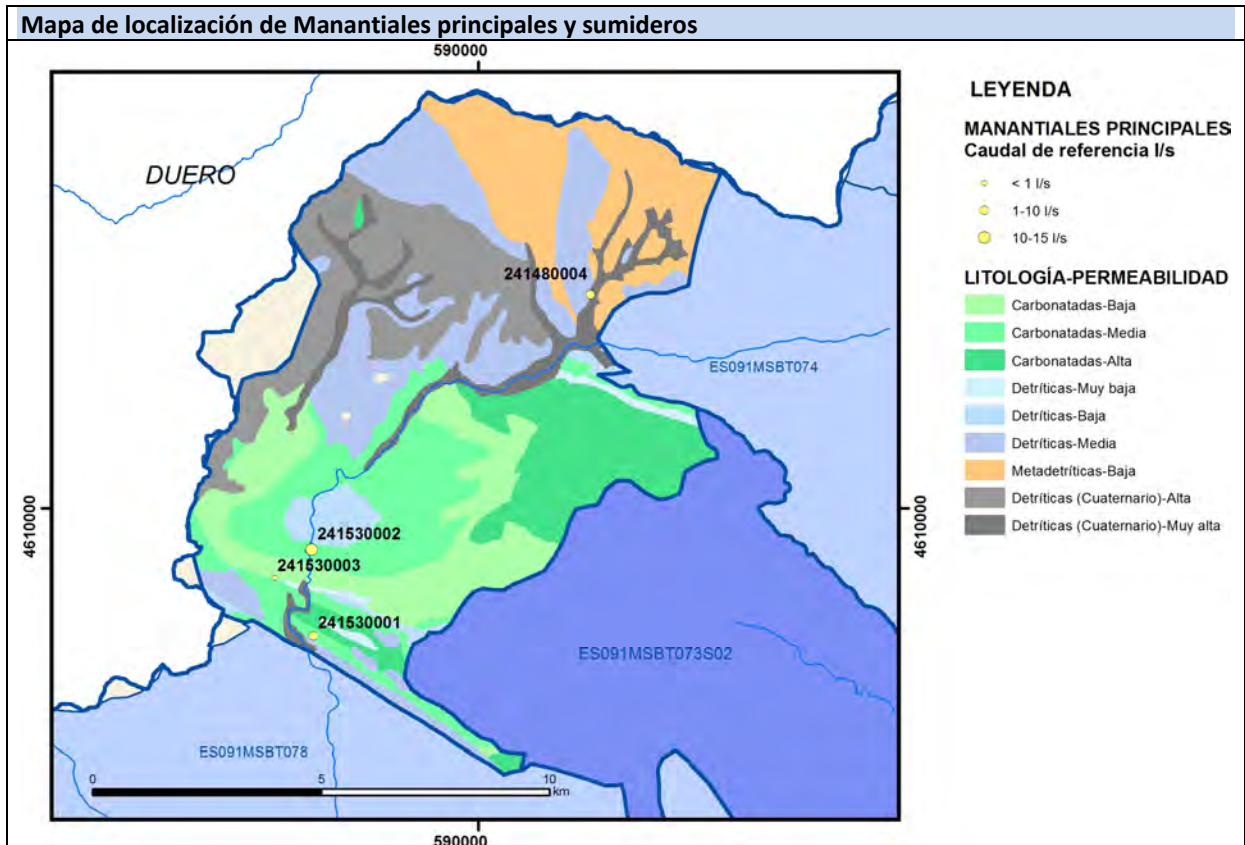 Mapa de localización de Manantiales principales y sumideros
590000
DUERO
241480004
ES091MSBT074
4610000
4610000
241530002
241530003
241530001
ES091MSBT073S02
ES091MSBT078
0 5 10
km
590000
LEYENDA
MANANTIALES PRINCIPALES
Caudal de referencia l/s
< 1 l/s
1-10 l/s
10-15 l/s
LITOLOGÍA-PERMEABILIDAD
Carbonatadas-Baja
Carbonatadas-Media
Carbonatadas-Alta
Detríticas-Muy baja
Detríticas-Baja
Detríticas-Media
Metadetríticas-Baja
Detríticas (Cuaternario)-Alta
Detríticas (Cuaternario)-Muy alta